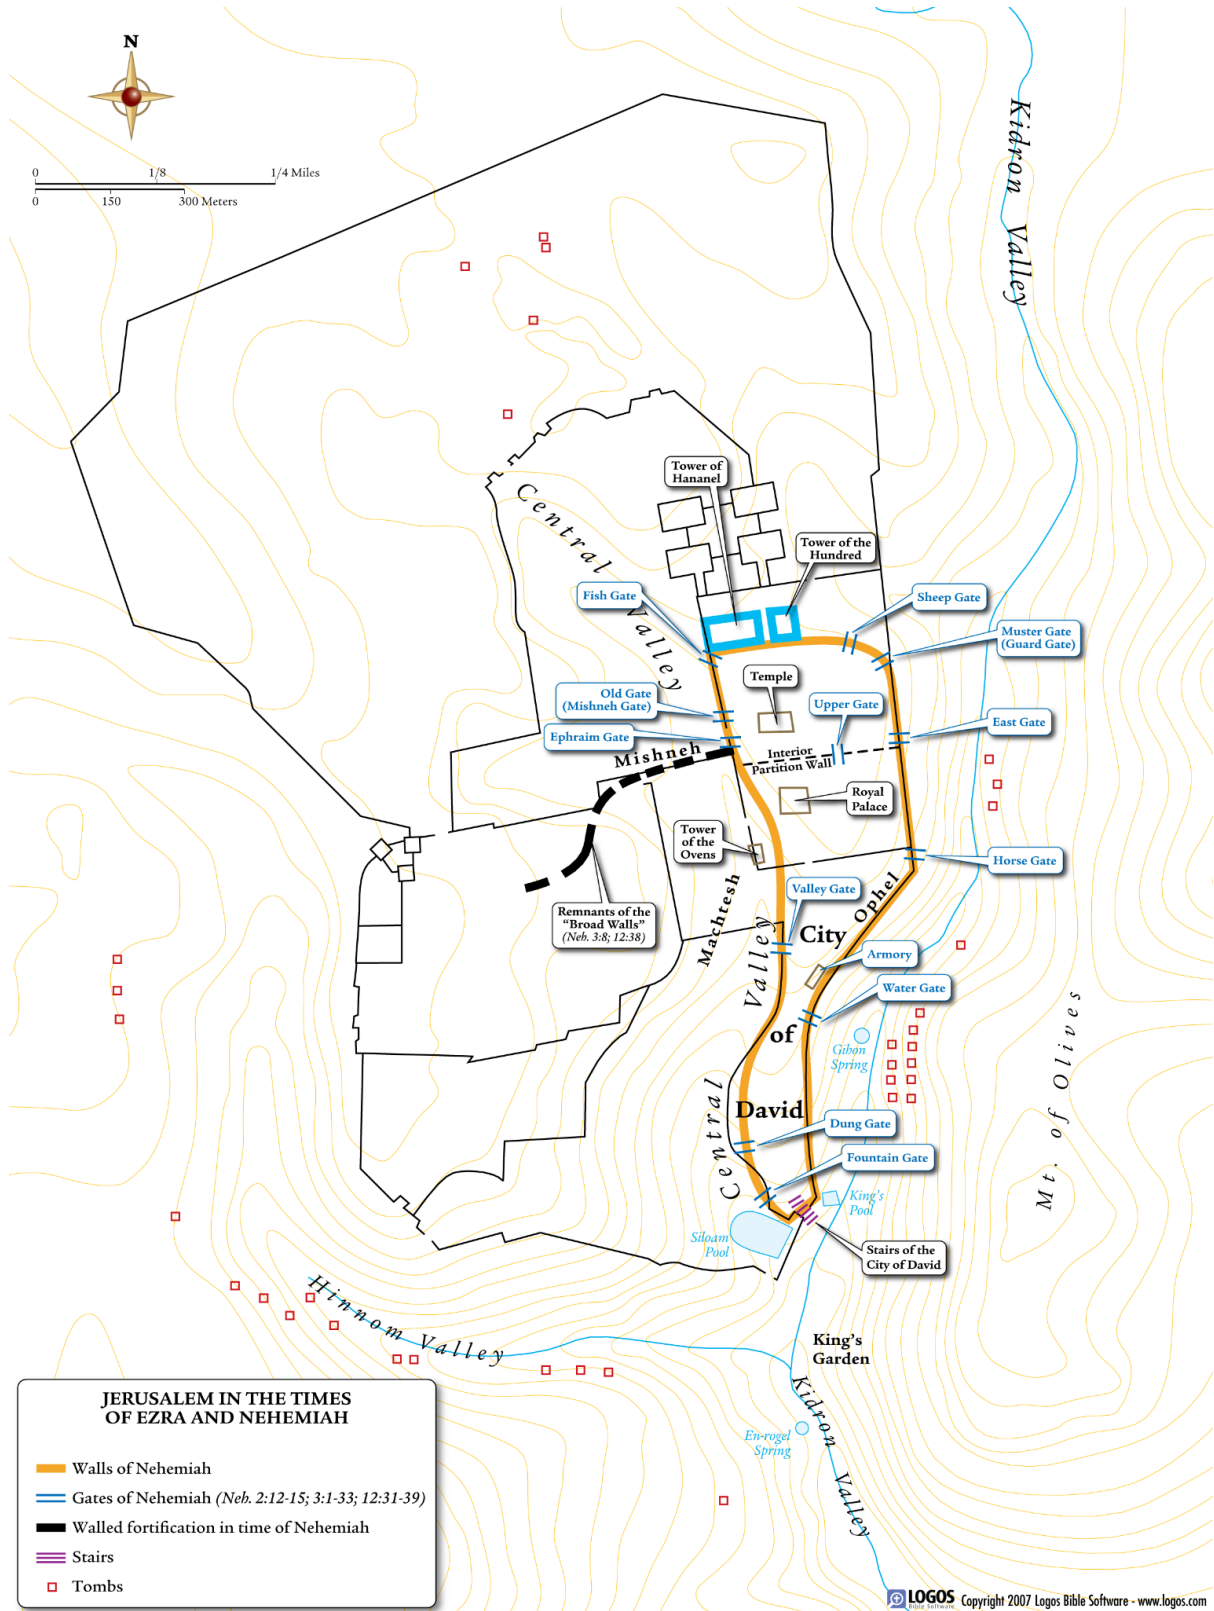 N
0 1/8 1/4 Miles
0 150 300 Meters
Kidron Valley
Tower of
Hananel
Central Valley
Tower of the
Hundred
Fish Gate
Sheep Gate
Muster Gate
(Guard Gate)
Temple
Old Gate
(Mishneh Gate)
Upper Gate
East Gate
Ephraim Gate
Mishneh
Interior
Partition Wall
Royal
Palace
Tower
of the
Ovens
Horse Gate
Valley Gate
Ophel
Machtesh
Remnants of the
“Broad Walls”
(Neh. 3:8; 12:38)
City
of
David
Central Valley
Armory
Water Gate
Gihon
Spring
Mt. of Olives
Dung Gate
Fountain Gate
King's
Pool
Siloam
Pool
Stairs of the
City of David
Hinnom Valley
King's
Garden
Kidron Valley
En-rogel
Spring
JERUSALEM IN THE TIMES
OF EZRA AND NEHEMIAH
Walls of Nehemiah
Gates of Nehemiah (Neh. 2:12-15; 3:1-33; 12:31-39)
Walled fortification in time of Nehemiah
Stairs
Tombs
LOGOS
Bible Software
Copyright 2007 Logos Bible Software - www.logos.com